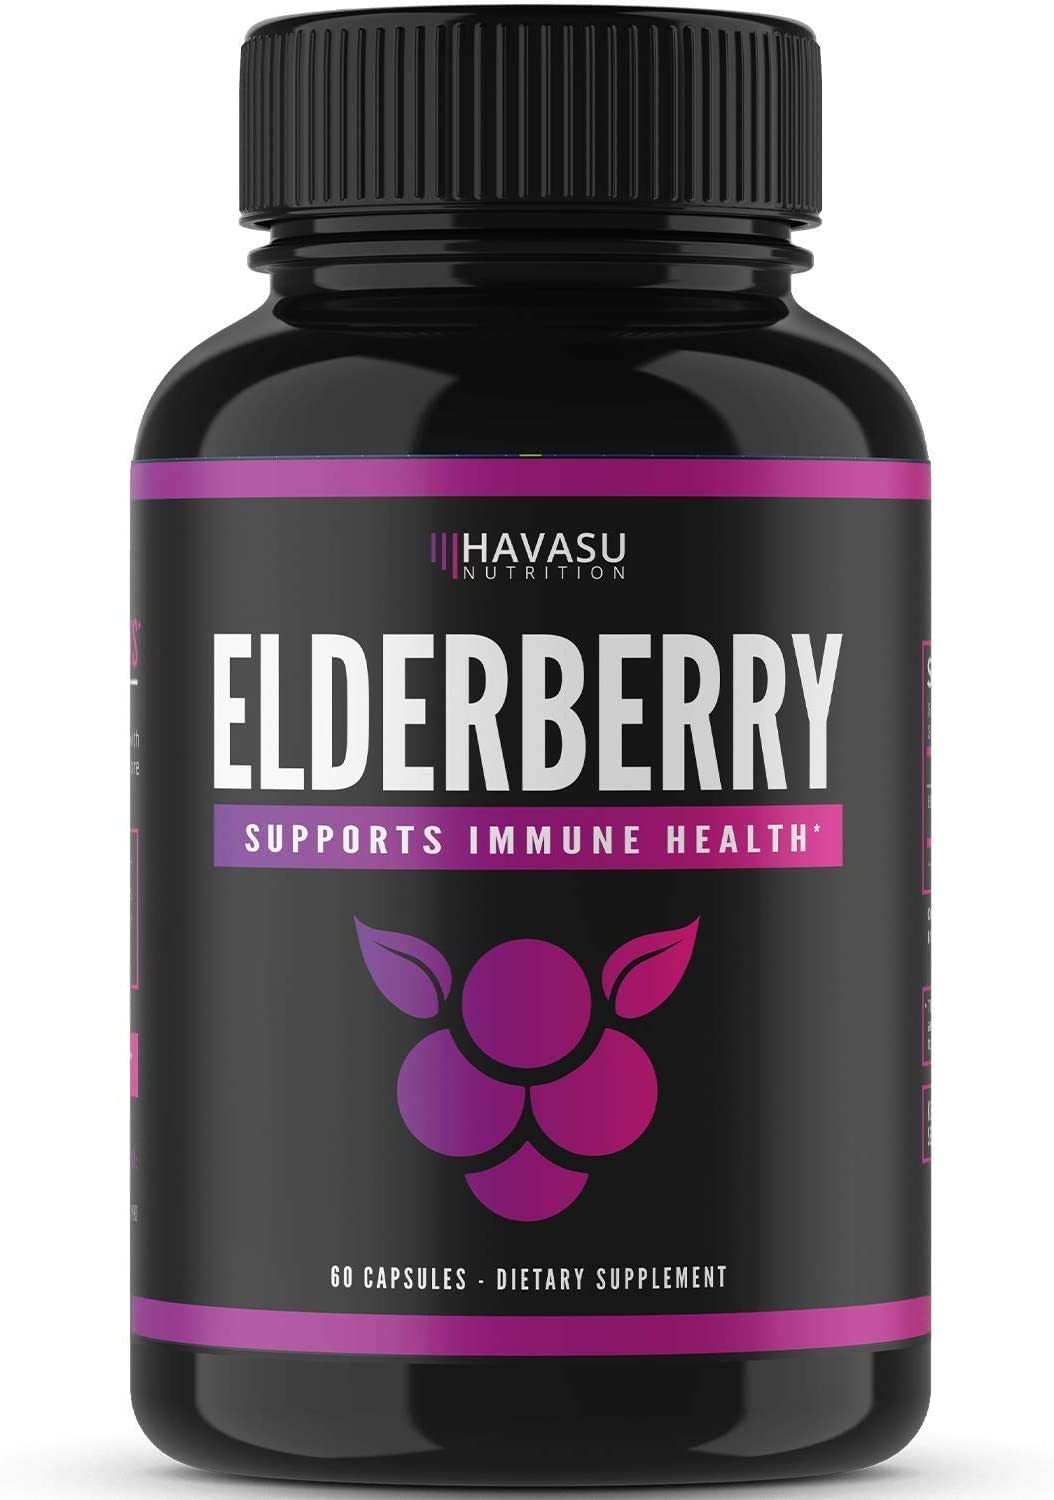 HAVASU
NUTRITION
ELDERBERRY
SUPPORTS IMMUNE HEALTH*
60 CAPSULES - DIETARY SUPPLEMENT